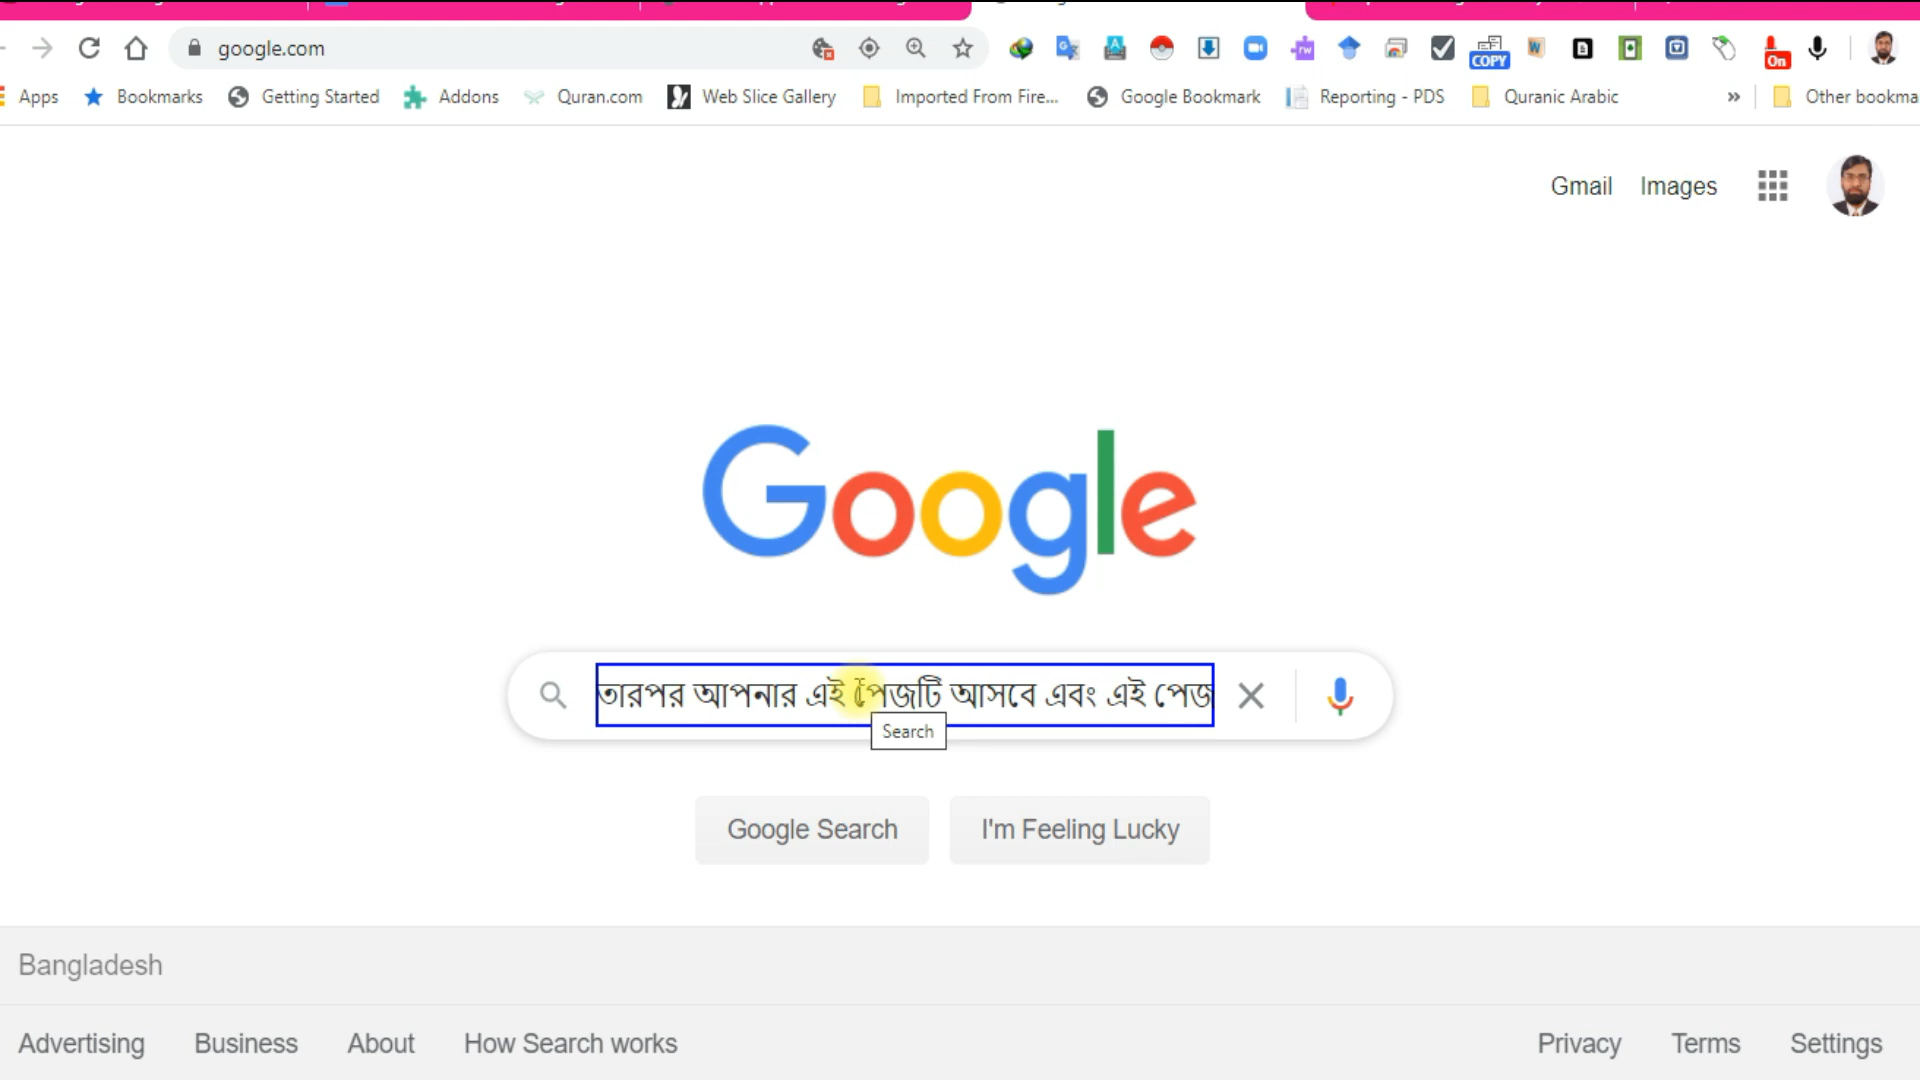 google.com
COPY
On
Apps Bookmarks Getting Started Addons Quran.com Web Slice Gallery Imported From Fire... Google Bookmark Reporting - PDS Quranic Arabic » Other bookma
Gmail Images
Google
তারপর আপনার এই পেজটি আসবে এবং এই পেজ
Search
Google Search I'm Feeling Lucky
Bangladesh
Advertising Business About How Search works Privacy Terms Settings